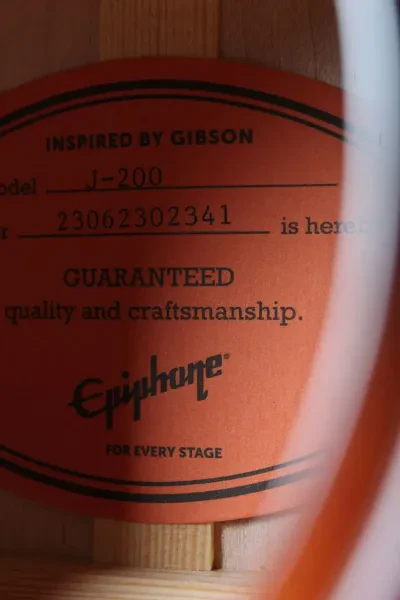 INSPIRED BY GIBSON
odel J-200
r 23062302341 is here
GUARANTEED
quality and craftsmanship.
Epiphone®
FOR EVERY STAGE